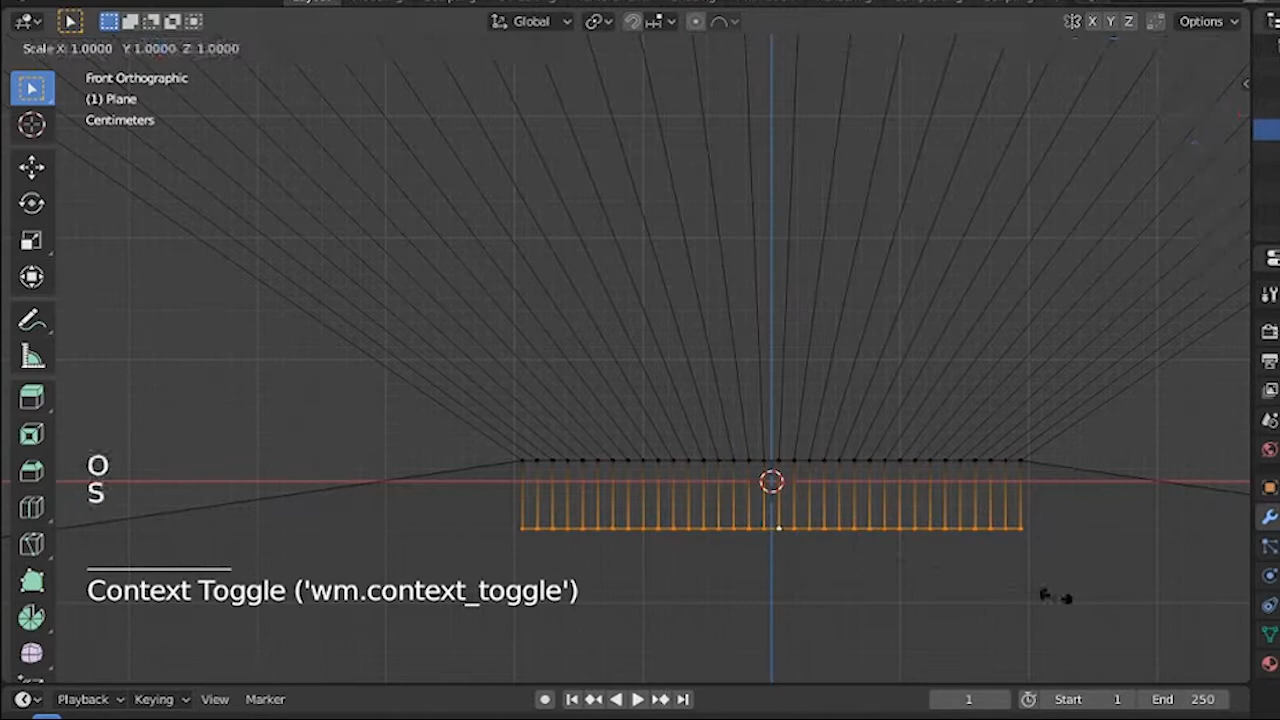 Global
X Y Z
Options
Scale X: 1.0000 Y: 1.0000 Z: 1.0000
Front Orthographic
(1) Plane
Centimeters
O
S
Context Toggle ('wm.context_toggle')
Playback
Keying
View
Marker
1
Start 1
End 250